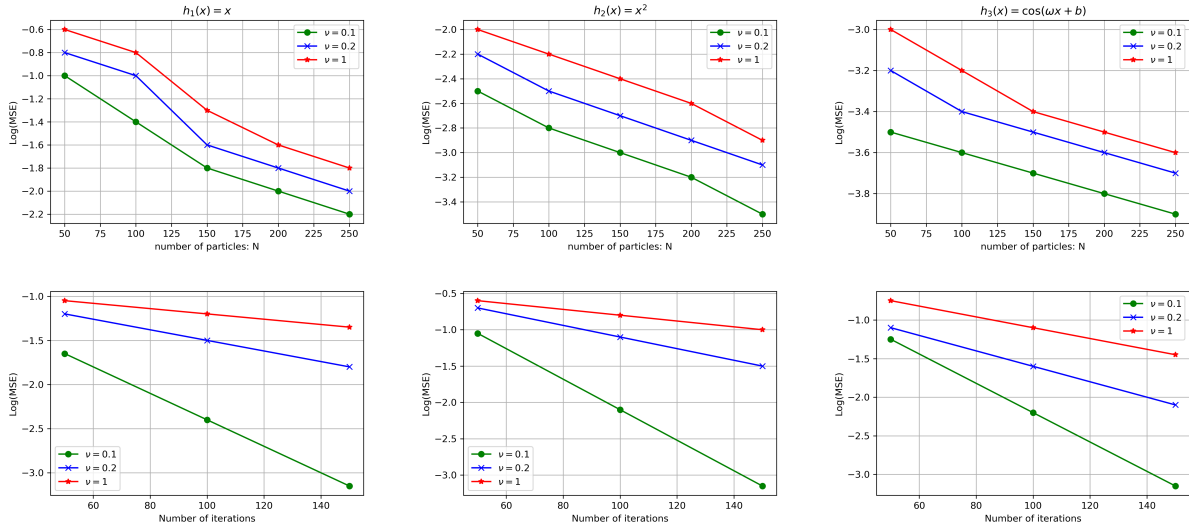 h₁(x) = x
Log(MSE)
−0.6
−0.8
−1.0
−1.2
−1.4
−1.6
−1.8
−2.0
−2.2
ν = 0.1
ν = 0.2
ν = 1
50 75 100 125 150 175 200 225 250
number of particles: N
h₂(x) = x²
Log(MSE)
−2.0
−2.2
−2.4
−2.6
−2.8
−3.0
−3.2
−3.4
ν = 0.1
ν = 0.2
ν = 1
50 75 100 125 150 175 200 225 250
number of particles: N
h₃(x) = cos(ωx + b)
Log(MSE)
−3.0
−3.2
−3.4
−3.6
−3.8
ν = 0.1
ν = 0.2
ν = 1
50 75 100 125 150 175 200 225 250
number of particles: N
Log(MSE)
−1.0
−1.5
−2.0
−2.5
−3.0
ν = 0.1
ν = 0.2
ν = 1
60 80 100 120 140
Number of iterations
Log(MSE)
−0.5
−1.0
−1.5
−2.0
−2.5
−3.0
ν = 0.1
ν = 0.2
ν = 1
60 80 100 120 140
Number of iterations
Log(MSE)
−1.0
−1.5
−2.0
−2.5
−3.0
ν = 0.1
ν = 0.2
ν = 1
60 80 100 120 140
Number of iterations